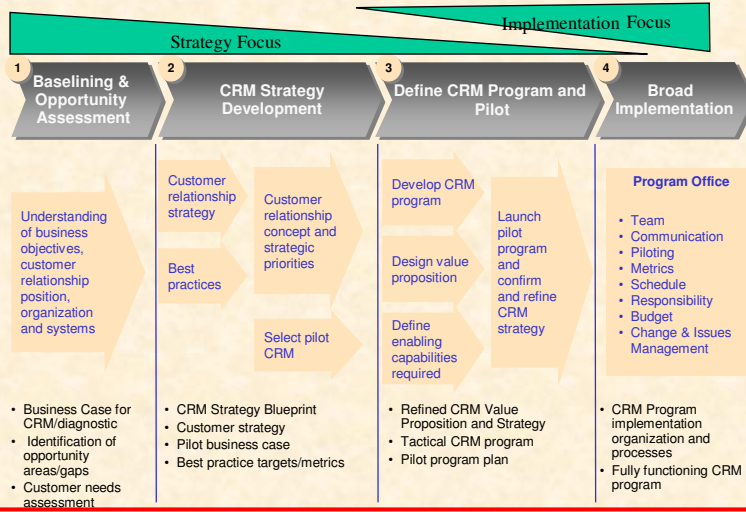 Implementation Focus
Strategy Focus
1
Baselining &
Opportunity
Assessment
2
CRM Strategy
Development
3
Define CRM Program and
Pilot
4
Broad
Implementation
Understanding
of business
objectives,
customer
relationship
position,
organization
and systems
Customer
relationship
strategy
Best
practices
Customer
relationship
concept and
strategic
priorities
Select pilot
CRM
Develop CRM
program
Design value
proposition
Define
enabling
capabilities
required
Launch
pilot
program
and
confirm
and refine
CRM
strategy
Program Office
• Team
• Communication
• Piloting
• Metrics
• Schedule
• Responsibility
• Budget
• Change & Issues
Management
• Business Case for
CRM/diagnostic
• Identification of
opportunity
areas/gaps
• Customer needs
assessment
• CRM Strategy Blueprint
• Customer strategy
• Pilot business case
• Best practice targets/metrics
• Refined CRM Value
Proposition and Strategy
• Tactical CRM program
• Pilot program plan
• CRM Program
implementation
organization and
processes
• Fully functioning CRM
program